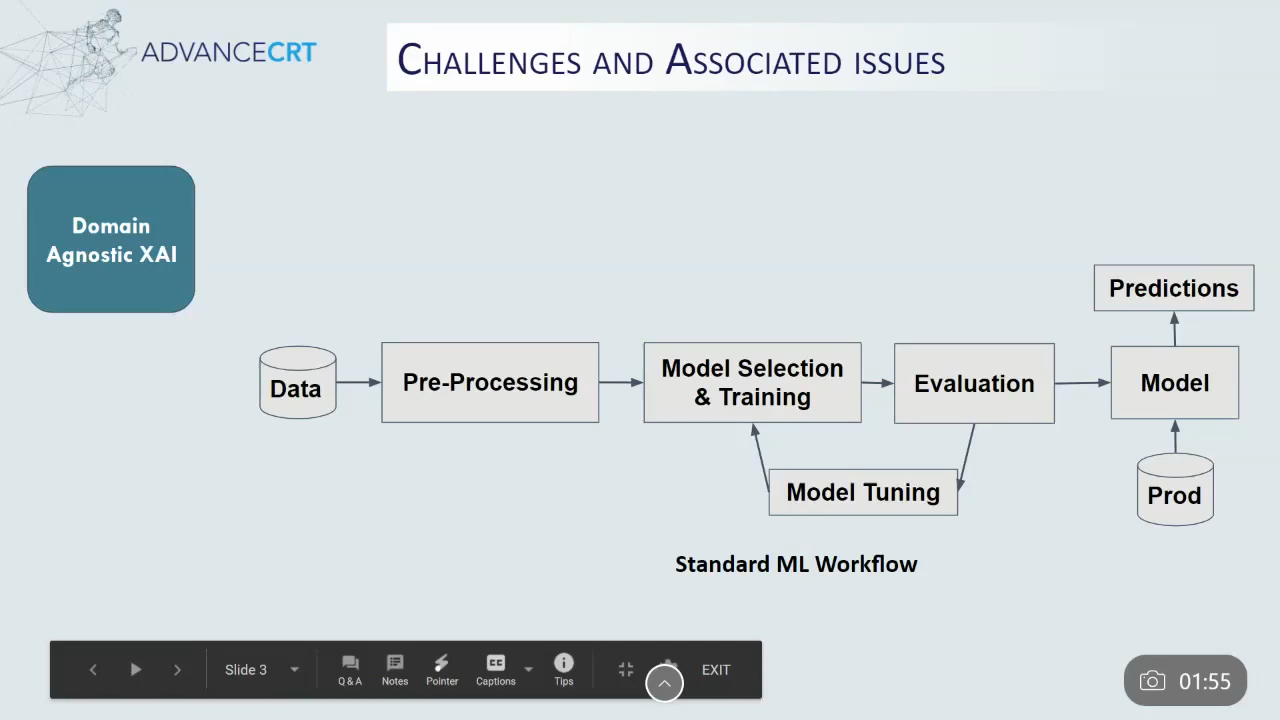 ADVANCECRT
CHALLENGES AND ASSOCIATED ISSUES
Domain
Agnostic XAI
Predictions
Data
Pre-Processing
Model Selection
& Training
Evaluation
Model
Model Tuning
Prod
Standard ML Workflow
Slide 3
Q & A
Notes
Pointer
CC
Captions
Tips
EXIT
01:55